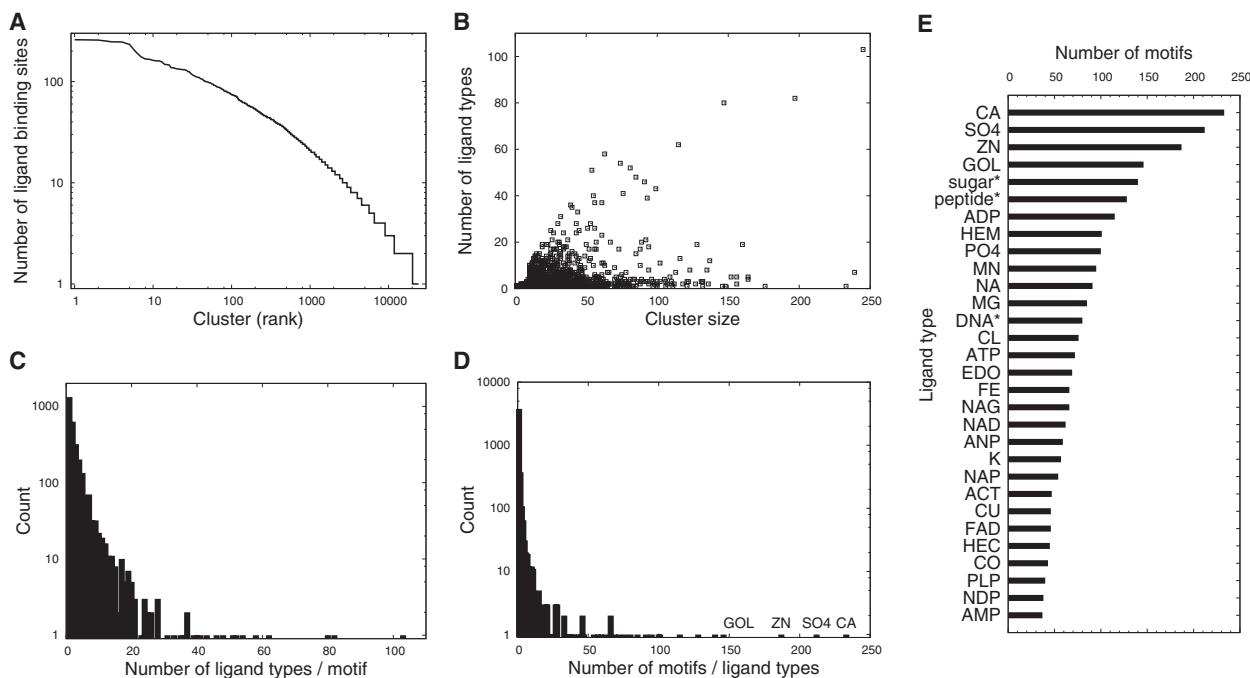 A
1 10 100 1000 10000
100
10
1
Number of ligand binding sites
Cluster (rank)
B
100
80
60
40
20
0
Number of ligand types
0 50 100 150 200 250
Cluster size
C
1000
100
10
1
Count
0 20 40 60 80 100
Number of ligand types / motif
D
10000
1000
100
10
1
Count
GOL ZN SO4 CA
0 50 100 150 200 250
Number of motifs / ligand types
E
Number of motifs
0 50 100 150 200 250
Ligand type
CA
SO4
ZN
GOL
sugar*
peptide*
ADP
HEM
PO4
MN
NA
MG
DNA*
CL
ATP
EDO
FE
NAG
NAD
ANP
K
NAP
ACT
CU
FAD
HEC
CO
PLP
NDP
AMP